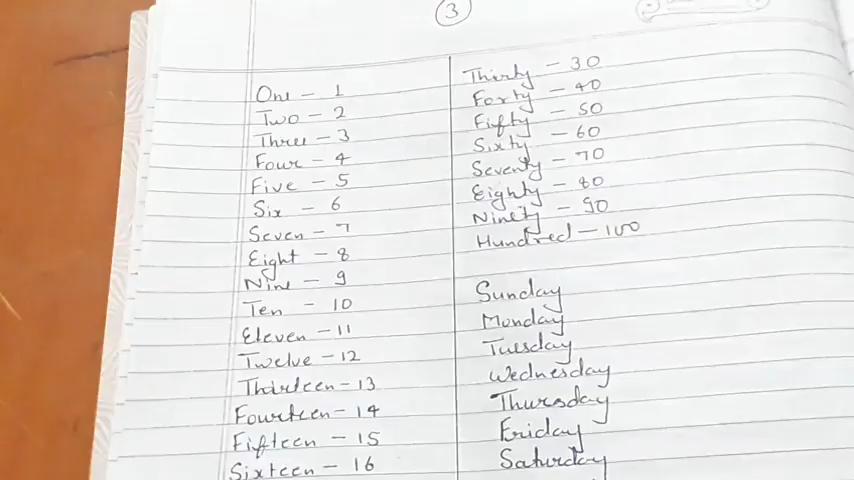 3
One - 1
Two - 2
Three - 3
Four - 4
Five - 5
Six - 6
Seven - 7
Eight - 8
Nine - 9
Ten - 10
Eleven - 11
Twelve - 12
Thirteen - 13
Fourteen - 14
Fifteen - 15
Sixteen - 16
Thirty - 30
Forty - 40
Fifty - 50
Sixty - 60
Seventy - 70
Eighty - 80
Ninety - 90
Hundred - 100
Sunday
Monday
Tuesday
Wednesday
Thursday
Friday
Saturday